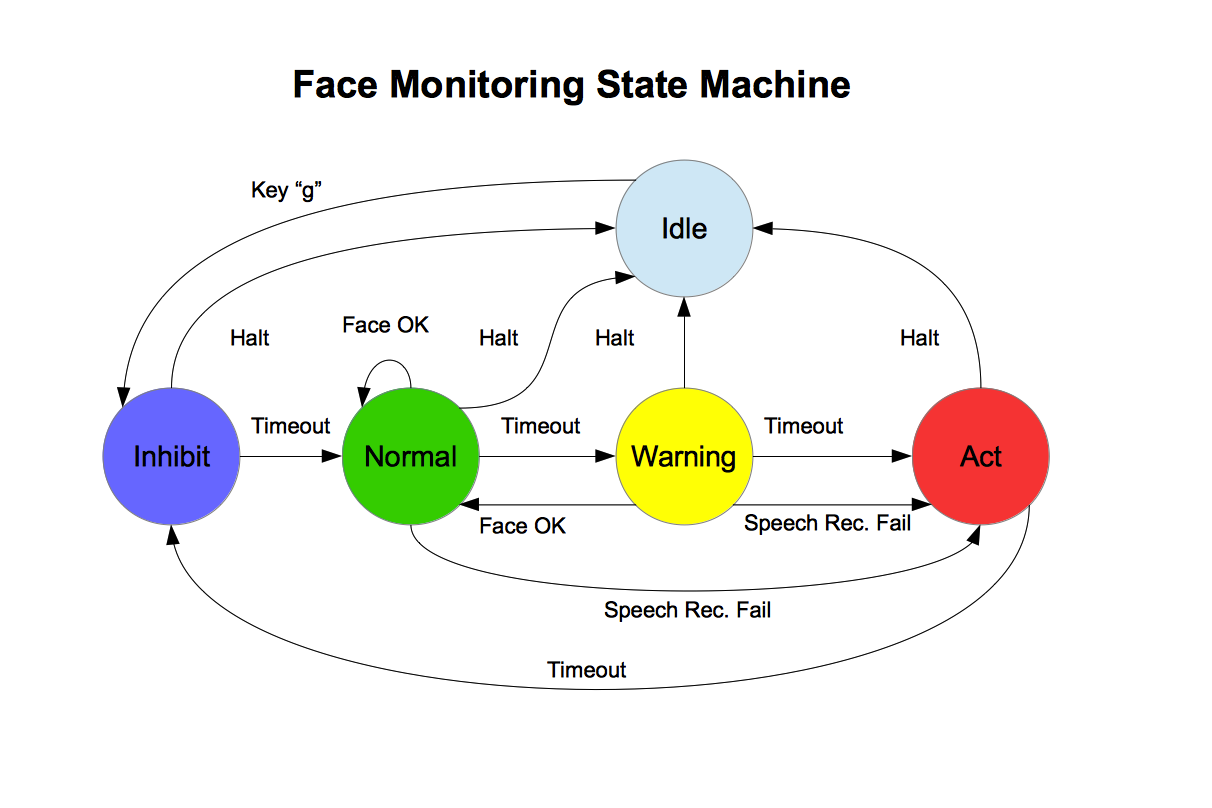 Face Monitoring State Machine
Key “g”
Idle
Face OK
Halt
Halt
Halt
Halt
Timeout
Timeout
Timeout
Inhibit
Normal
Warning
Act
Face OK
Speech Rec. Fail
Speech Rec. Fail
Timeout